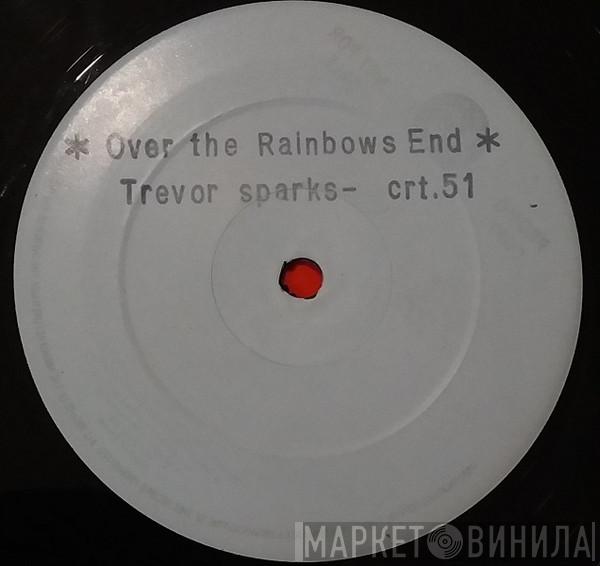 * Over the Rainbows End *
Trevor sparks- crt.51
МАРКЕТ ВИНИЛА